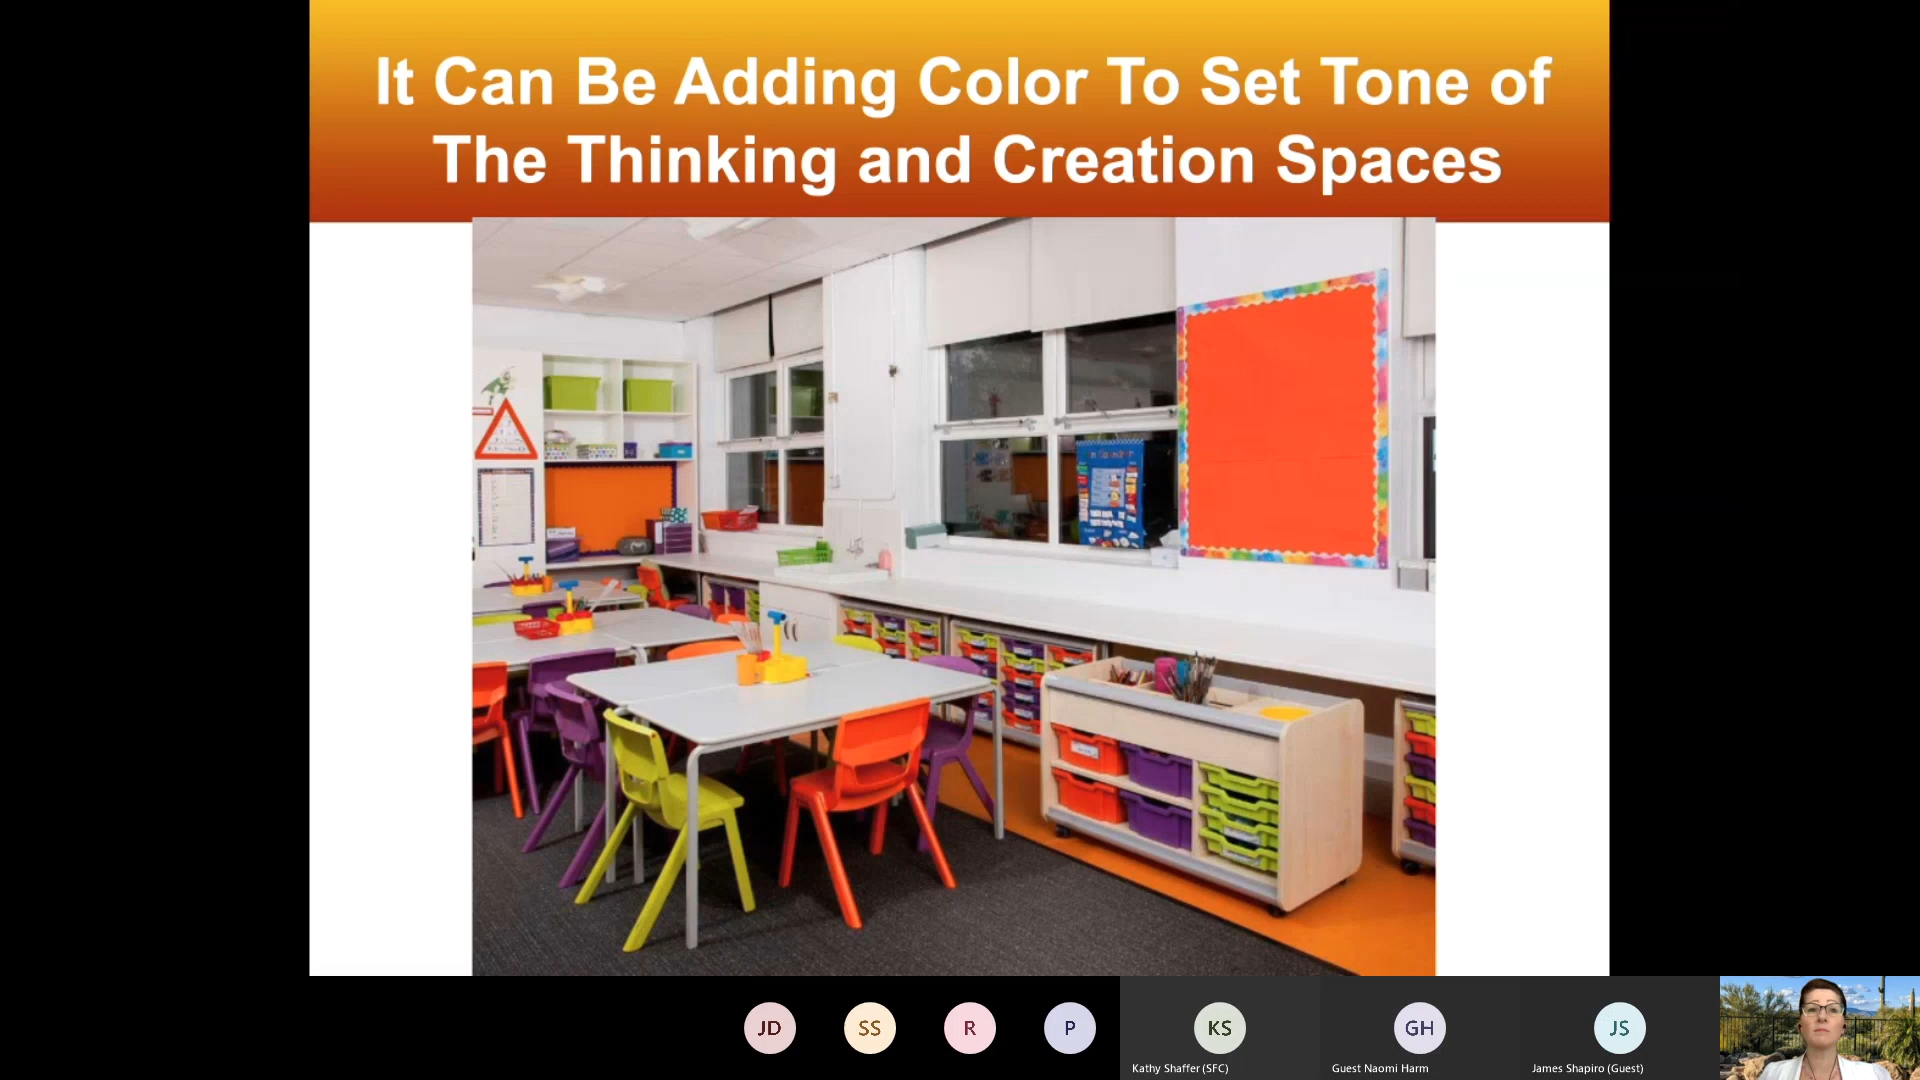 It Can Be Adding Color To Set Tone of
The Thinking and Creation Spaces
JD
SS
R
P
KS
GH
JS
Kathy Shaffer (SFC)
Guest Naomi Harm
James Shapiro (Guest)